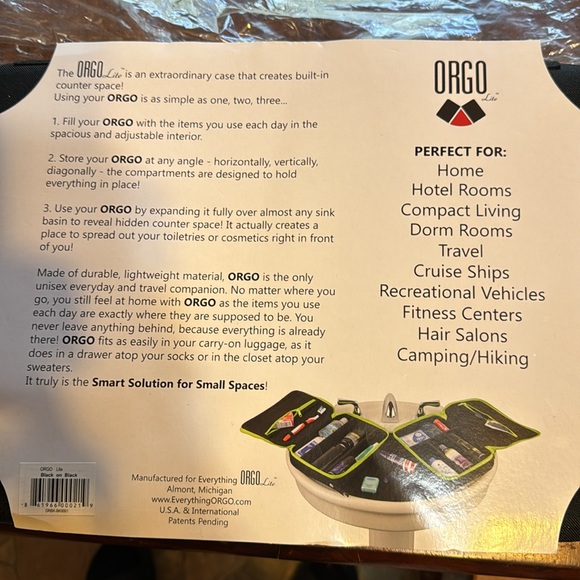 The ORGO Lite™ is an extraordinary case that creates built-in
counter space!
Using your ORGO is as simple as one, two, three...
1. Fill your ORGO with the items you use each day in the
spacious and adjustable interior.
2. Store your ORGO at any angle - horizontally, vertically,
diagonally - the compartments are designed to hold
everything in place!
3. Use your ORGO by expanding it fully over almost any sink
basin to reveal hidden counter space! It actually creates a
place to spread out your toiletries or cosmetics right in front
of you!
Made of durable, lightweight material, ORGO is the only
unisex everyday and travel companion. No matter where you
go, you still feel at home with ORGO as the items you use
each day are exactly where they are supposed to be. You
never leave anything behind, because everything is already
there! ORGO fits as easily in your carry-on luggage, as it
does in a drawer atop your socks or in the closet atop your
sweaters.
It truly is the Smart Solution for Small Spaces!
ORGO
Lite™
PERFECT FOR:
Home
Hotel Rooms
Compact Living
Dorm Rooms
Travel
Cruise Ships
Recreational Vehicles
Fitness Centers
Hair Salons
Camping/Hiking
ORGO Lite
Black on Black
Manufactured for Everything ORGO Lite™
Almont, Michigan
www.EverythingORGO.com
U.S.A. & International
Patents Pending